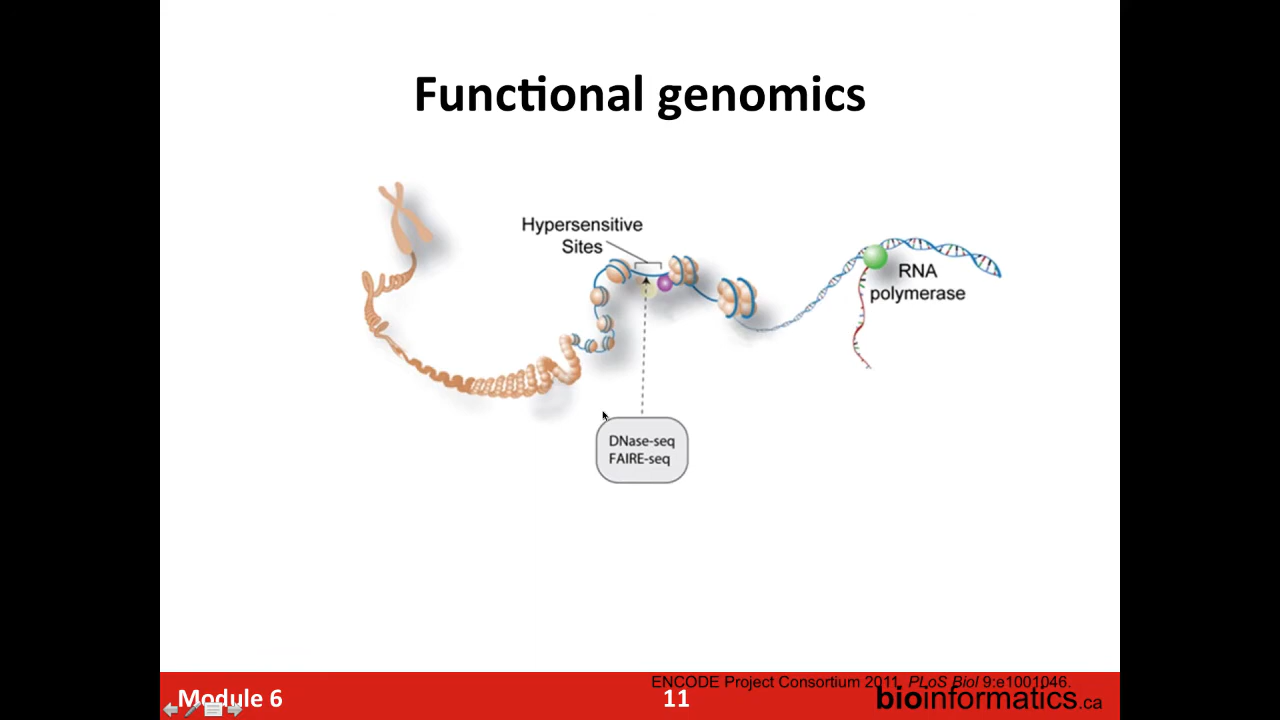 Functional genomics
Hypersensitive
Sites
RNA
polymerase
DNase-seq
FAIRE-seq
ENCODE Project Consortium 2011, PLoS Biol 9:e1001046.
Module 6
11
bioinformatics.ca